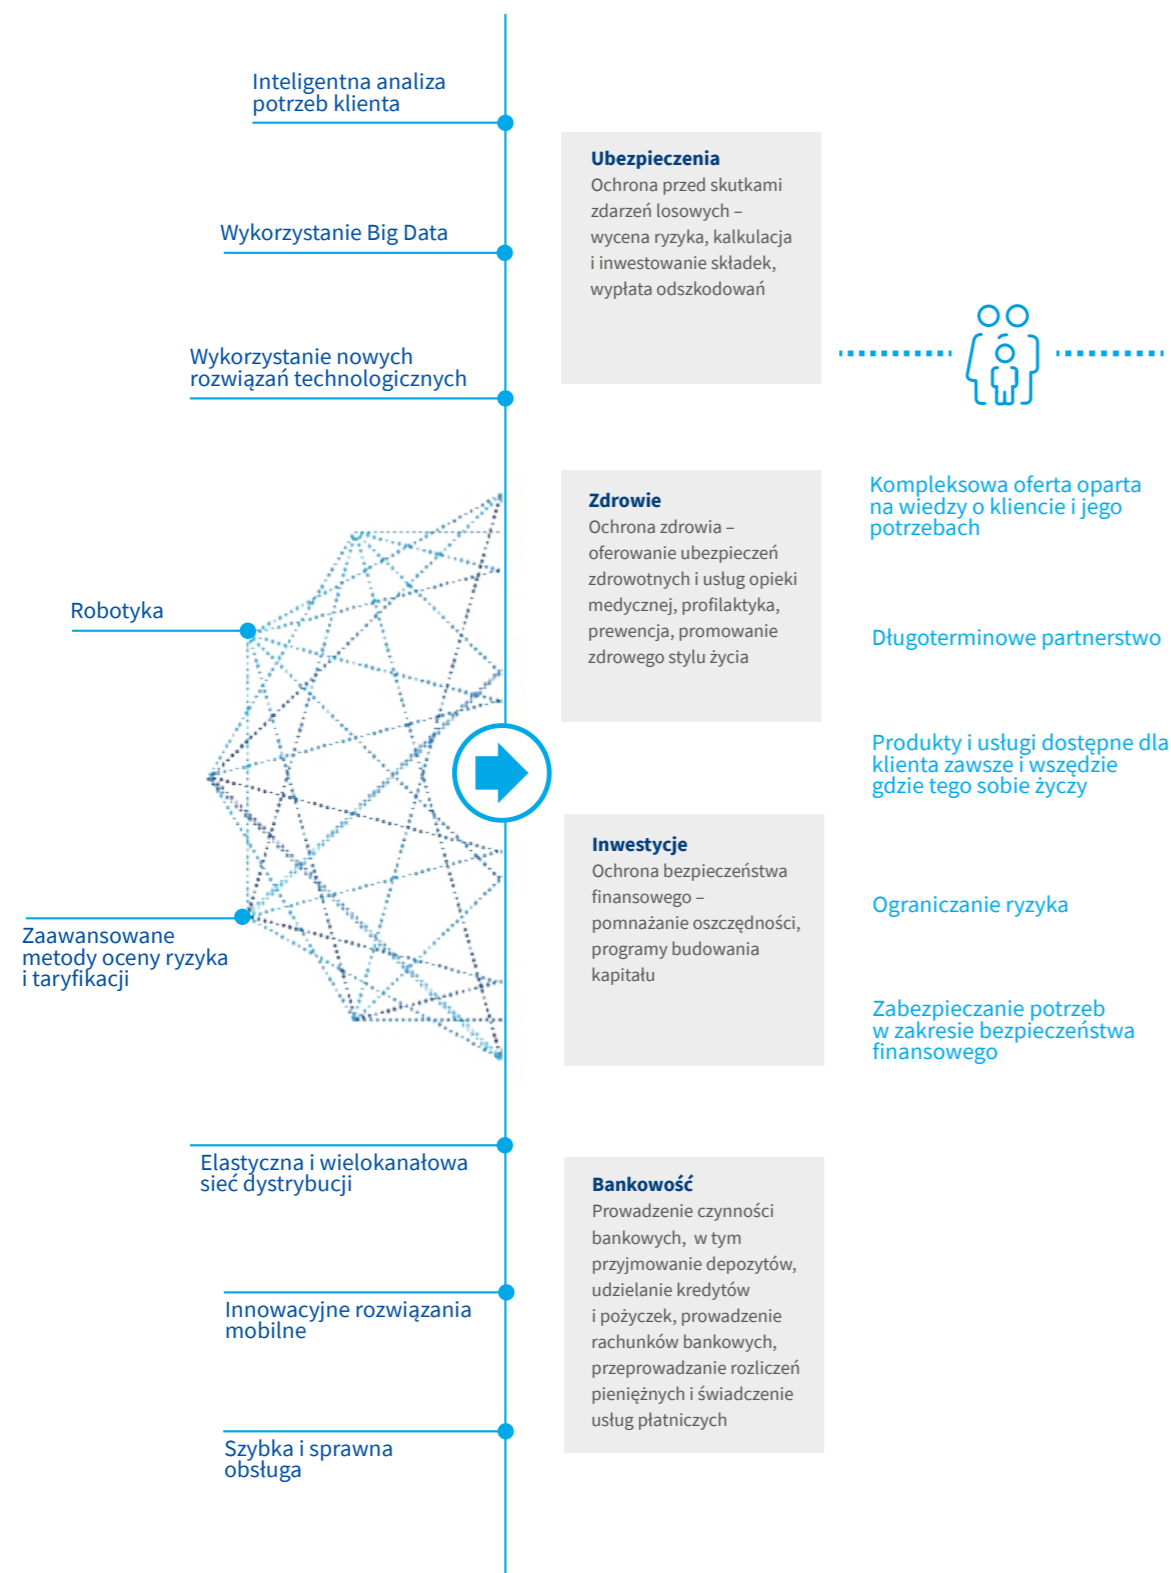 Inteligentna analiza
potrzeb klienta
Wykorzystanie Big Data
Wykorzystanie nowych
rozwiązań technologicznych
Robotyka
Zaawansowane
metody oceny ryzyka
i taryfikacji
Elastyczna i wielokanałowa
sieć dystrybucji
Innowacyjne rozwiązania
mobilne
Szybka i sprawna
obsługa
Ubezpieczenia
Ochrona przed skutkami
zdarzeń losowych –
wycena ryzyka, kalkulacja
i inwestowanie składek,
wypłata odszkodowań
Zdrowie
Ochrona zdrowia –
oferowanie ubezpieczeń
zdrowotnych i usług opieki
medycznej, profilaktyka,
prewencja, promowanie
zdrowego stylu życia
Inwestycje
Ochrona bezpieczeństwa
finansowego –
pomnażanie oszczędności,
programy budowania
kapitału
Bankowość
Prowadzenie czynności
bankowych, w tym
przyjmowanie depozytów,
udzielanie kredytów
i pożyczek, prowadzenie
rachunków bankowych,
przeprowadzanie rozliczeń
pieniężnych i świadczenie
usług płatniczych
Kompleksowa oferta oparta
na wiedzy o kliencie i jego
potrzebach
Długoterminowe partnerstwo
Produkty i usługi dostępne dla
klienta zawsze i wszędzie
gdzie tego sobie życzy
Ograniczanie ryzyka
Zabezpieczanie potrzeb
w zakresie bezpieczeństwa
finansowego